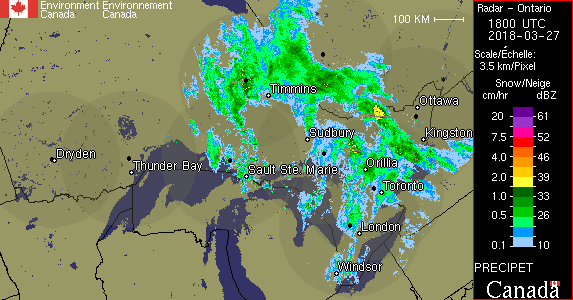 Environment Environnement
Canada Canada
100 KM
Radar - Ontario
1800 UTC
2018-03-27
Scale/Échelle:
3.5 km/Pixel
Snow/Neige
cm/hr dBZ
20 61
7.5 52
4.0 46
2.0 39
1.0 33
0.5 26
0.1 10
PRECIPET
Canada
Timmins
Ottawa
Sudbury
Kingston
Dryden
Thunder Bay
Sault Ste. Marie
Orillia
Toronto
London
Windsor